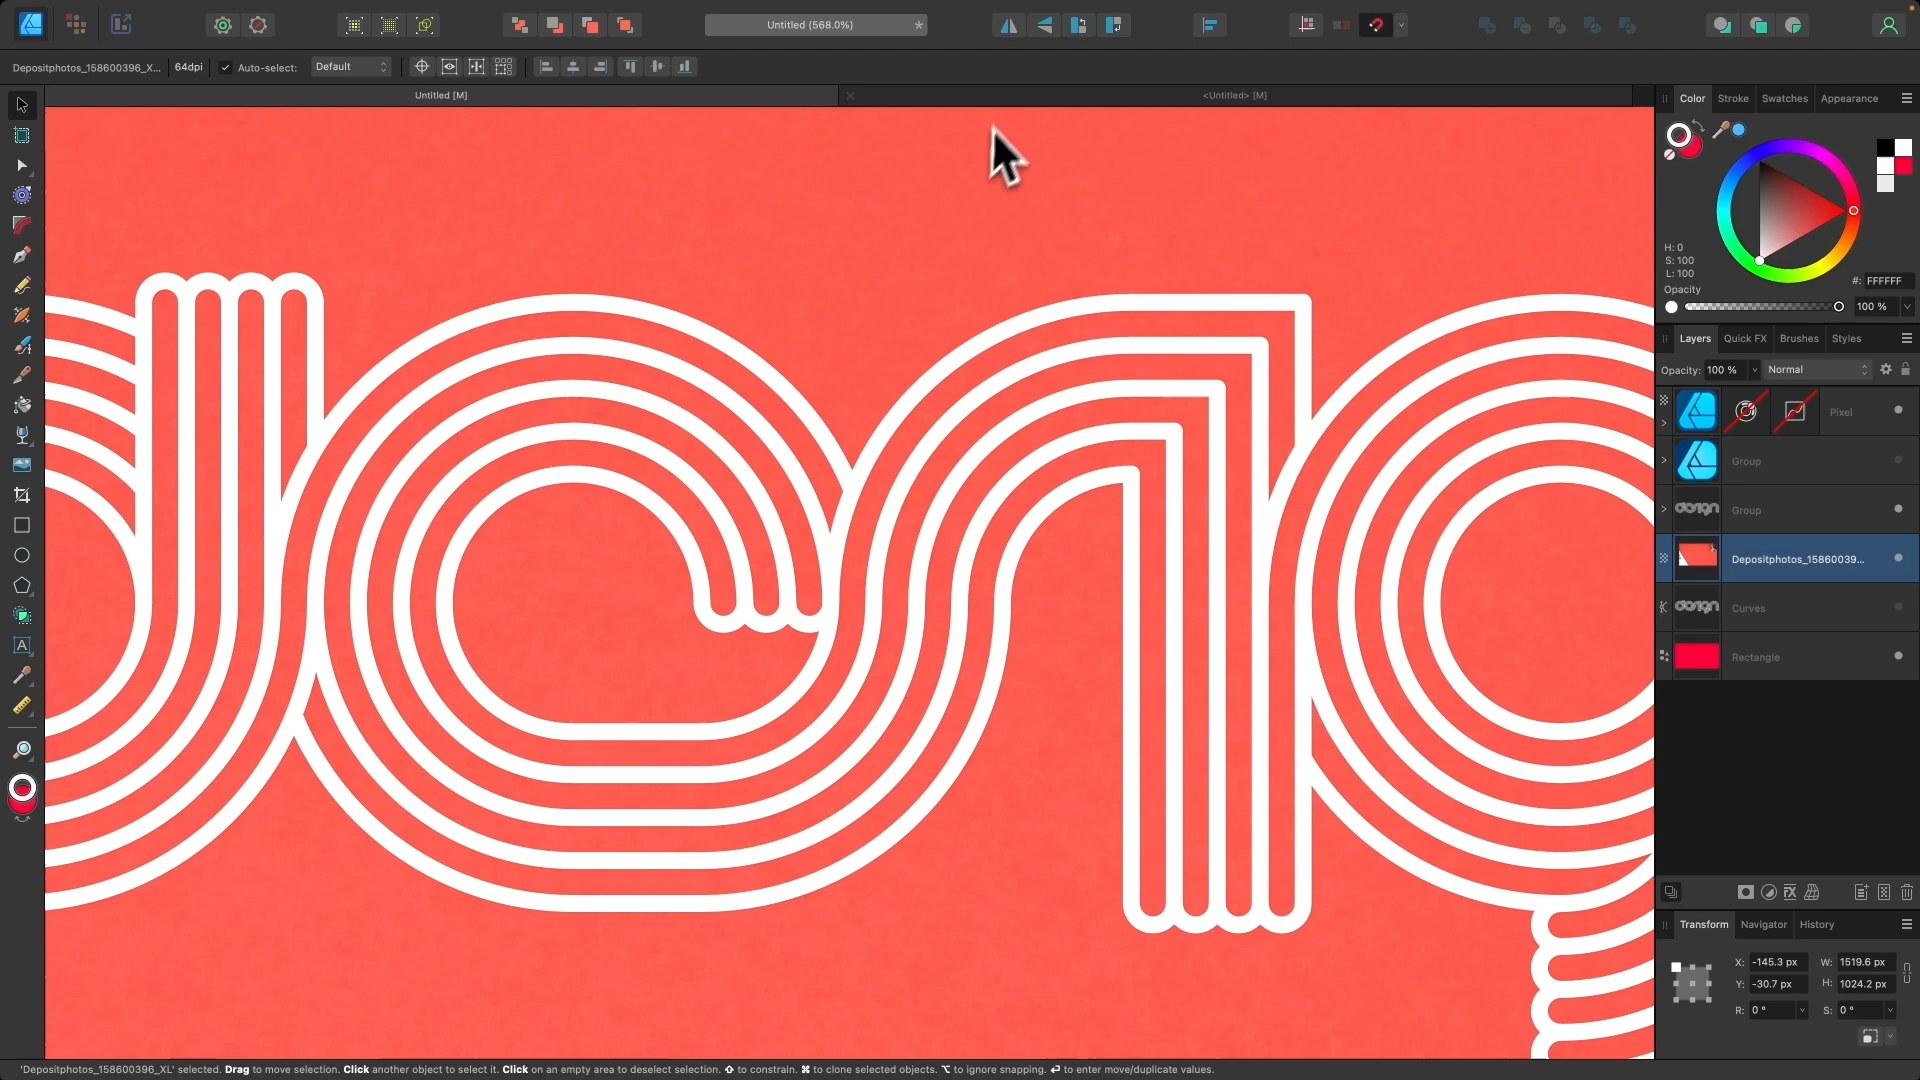 Untitled (568.0%)
*
Depositphotos_158600396_X...
64dpi
Auto-select:
Default
Untitled [M]
<Untitled> [M]
Color
Stroke
Swatches
Appearance
H: 0
S: 100
L: 100
#: FFFFFF
Opacity
100 %
Layers
Quick FX
Brushes
Styles
Opacity: 100 %
Normal
Pixel
Group
design
Group
Depositphotos_15860039...
design
Curves
Rectangle
Transform
Navigator
History
X: -145.3 px
W: 1519.6 px
Y: -30.7 px
H: 1024.2 px
R: 0 °
S: 0 °
'Depositphotos_158600396_XL' selected. Drag to move selection. Click another object to select it. Click on an empty area to deselect selection. ⇧ to constrain. ⌘ to clone selected objects. ⌥ to ignore snapping. ⏎ to enter move/duplicate values.